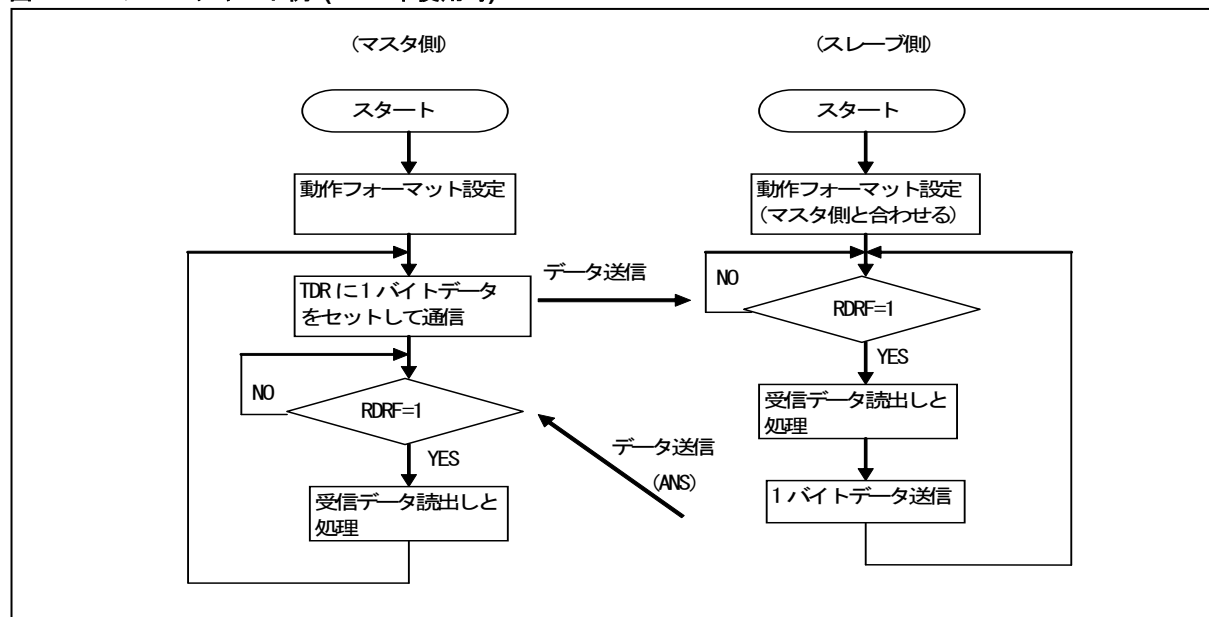 (マスタ側)
スタート
動作フォーマット設定
TDRに1バイトデータ
をセットして通信
NO
RDRF=1
YES
受信データ読出しと
処理
データ送信
データ送信
(ANS)
(スレーブ側)
スタート
動作フォーマット設定
(マスタ側と合わせる)
NO
RDRF=1
YES
受信データ読出しと
処理
1バイトデータ送信